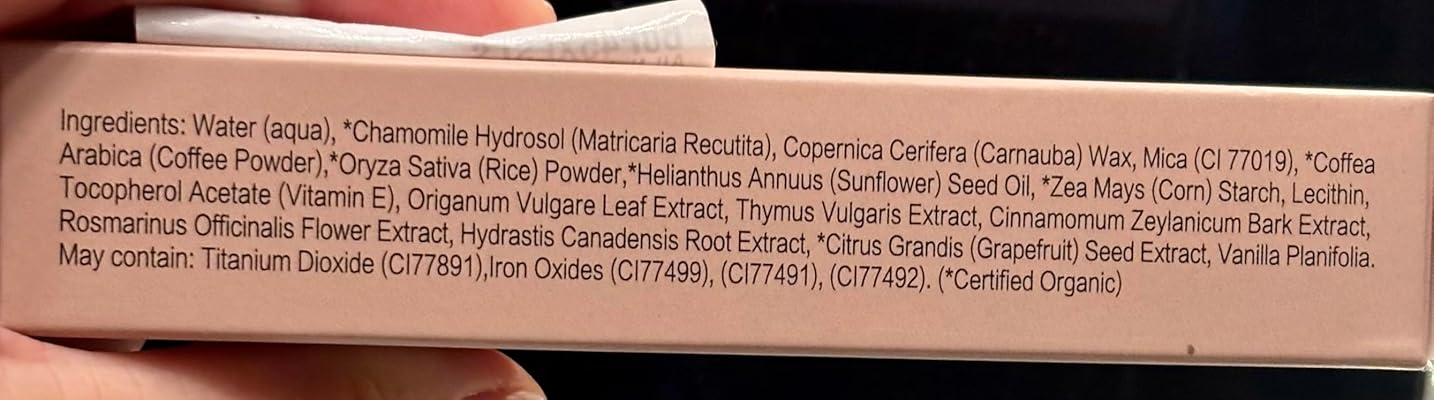 Ingredients: Water (aqua), *Chamomile Hydrosol (Matricaria Recutita), Copernica Cerifera (Carnauba) Wax, Mica (CI 77019), *Coffea
Arabica (Coffee Powder),*Oryza Sativa (Rice) Powder,*Helianthus Annuus (Sunflower) Seed Oil, *Zea Mays (Corn) Starch, Lecithin,
Tocopherol Acetate (Vitamin E), Origanum Vulgare Leaf Extract, Thymus Vulgaris Extract, Cinnamomum Zeylanicum Bark Extract,
Rosmarinus Officinalis Flower Extract, Hydrastis Canadensis Root Extract, *Citrus Grandis (Grapefruit) Seed Extract, Vanilla Planifolia.
May contain: Titanium Dioxide (CI77891),Iron Oxides (CI77499), (CI77491), (CI77492). (*Certified Organic)